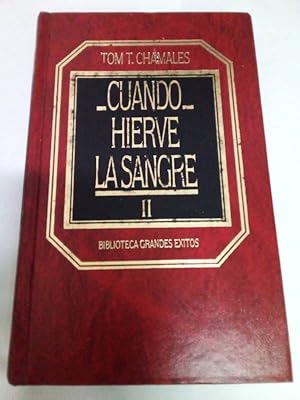 TOM T. CHAMALES
CUANDO
HIERVE
LA SANGRE
II
BIBLIOTECA GRANDES EXITOS